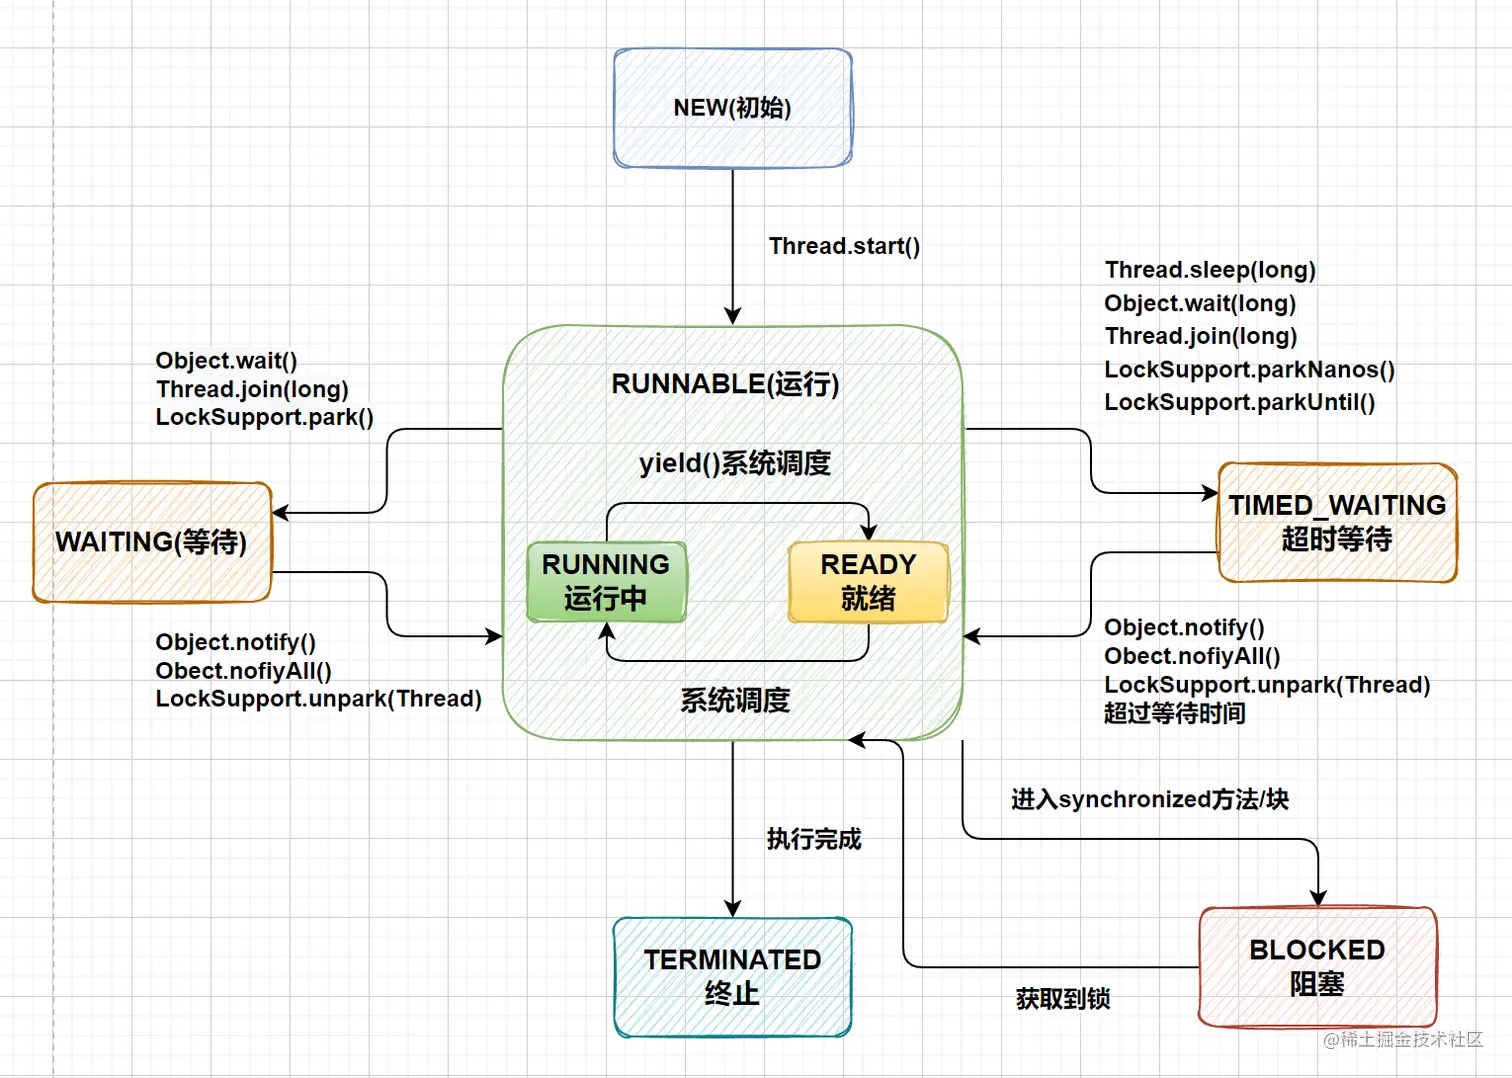 NEW(初始)
Thread.start()
Thread.sleep(long)
Object.wait(long)
Thread.join(long)
LockSupport.parkNanos()
LockSupport.parkUntil()
Object.wait()
Thread.join(long)
LockSupport.park()
RUNNABLE(运行)
yield()系统调度
WAITING(等待)
RUNNING
运行中
READY
就绪
TIMED_WAITING
超时等待
Object.notify()
Obect.nofiyAll()
LockSupport.unpark(Thread)
系统调度
Object.notify()
Obect.nofiyAll()
LockSupport.unpark(Thread)
超过等待时间
进入synchronized方法/块
执行完成
TERMINATED
终止
BLOCKED
阻塞
获取到锁
@稀土掘金技术社区